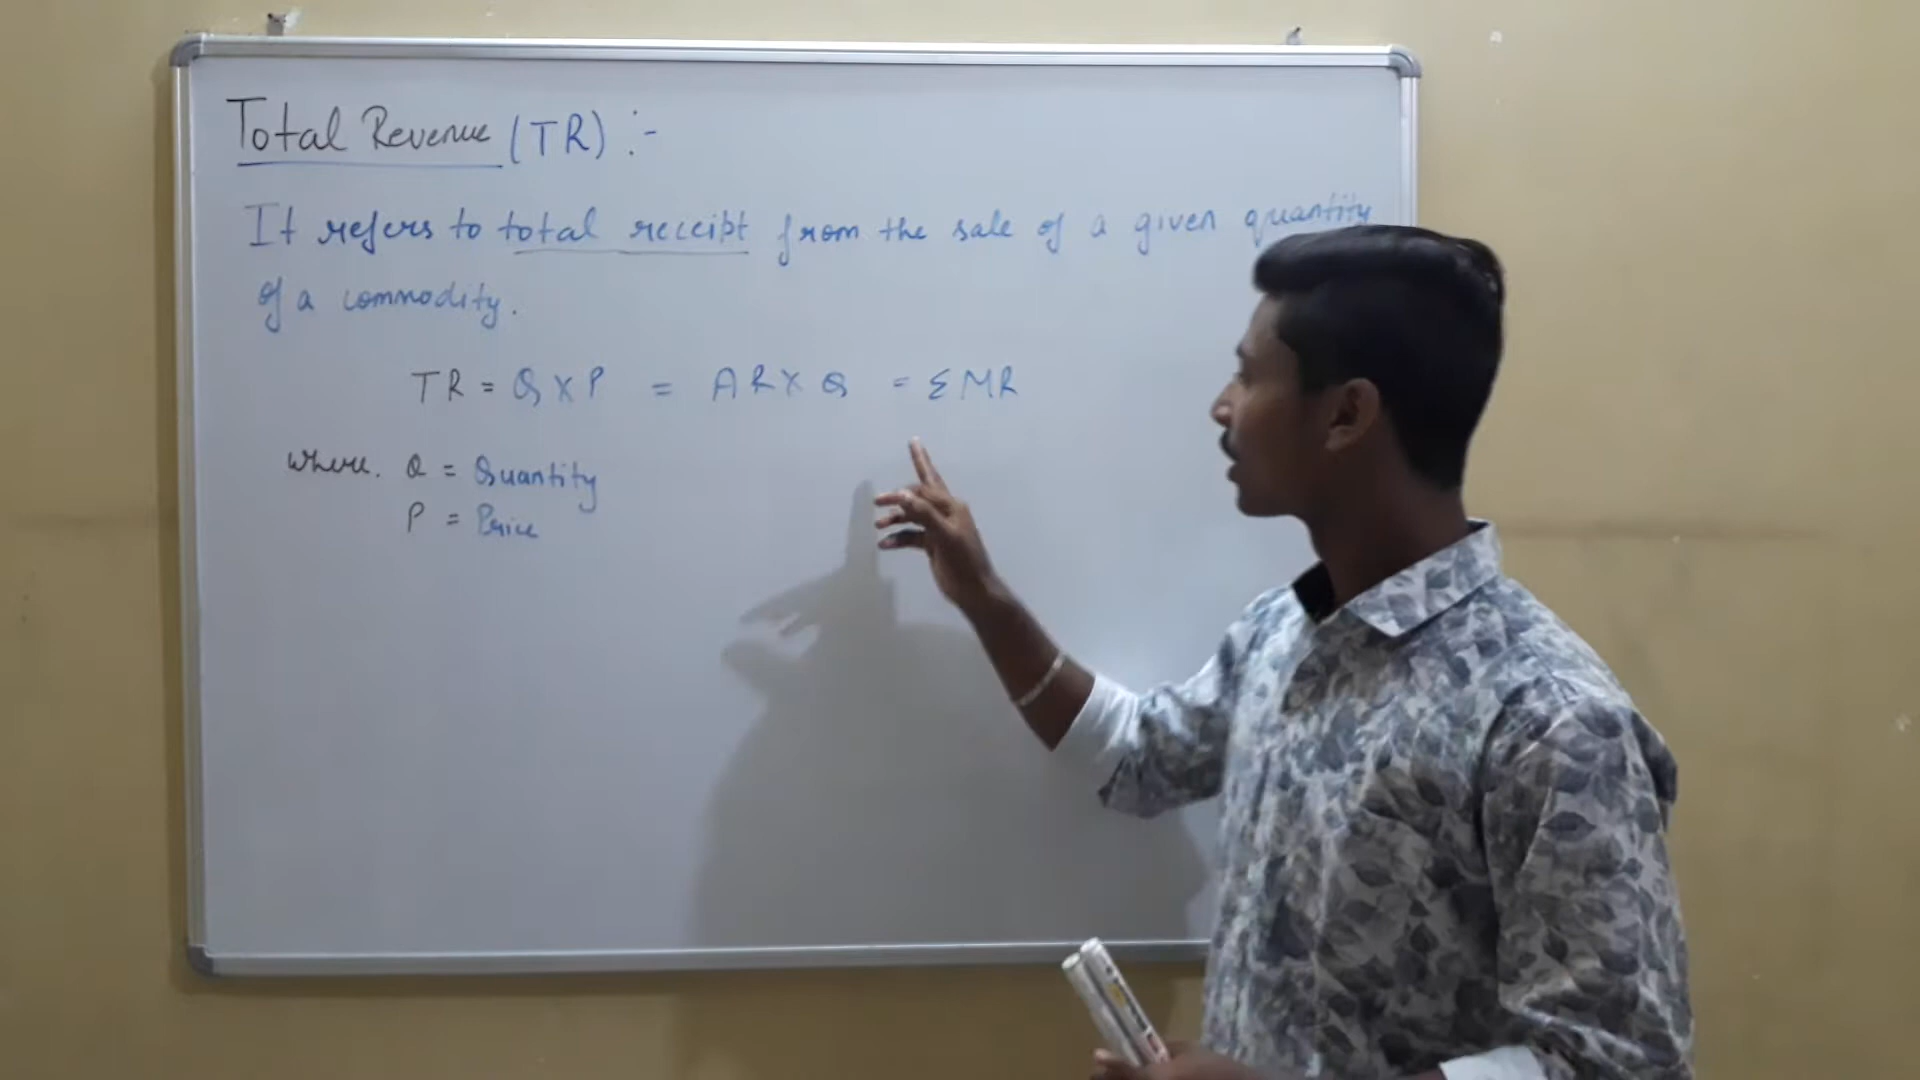 Total Revenue (TR) :-
It refers to total receipt from the sale of a given quantity
of a commodity.
TR = Q X P = AR X Q = ΣMR
where. Q = Quantity
P = Price